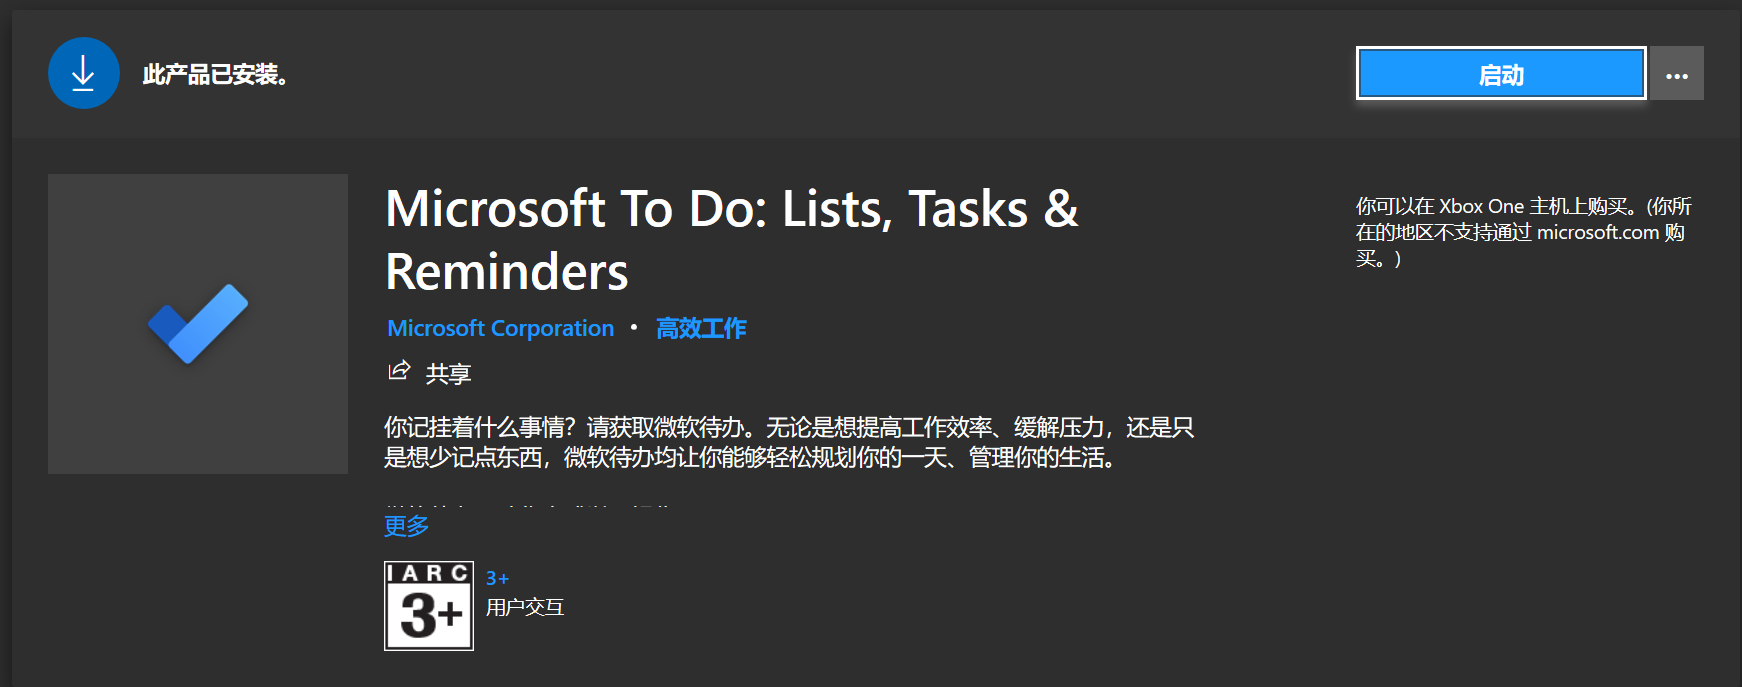 此产品已安装。
启动
Microsoft To Do: Lists, Tasks &
Reminders
Microsoft Corporation • 高效工作
共享
你记挂着什么事情？请获取微软待办。无论是想提高工作效率、缓解压力，还是只
是想少记点东西，微软待办均让你能够轻松规划你的一天、管理你的生活。
更多
IARC
3+
3+
用户交互
你可以在 Xbox One 主机上购买。(你所
在的地区不支持通过 microsoft.com 购
买。)